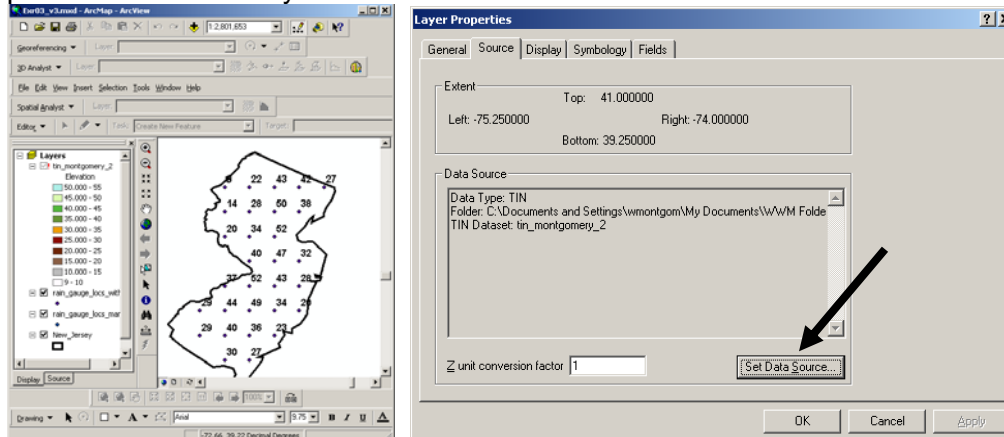 Exr03_v3.mxd - ArcMap - ArcView
1:2,801,653
Georeferencing
Layer:
3D Analyst
Layer:
File Edit View Insert Selection Tools Window Help
Spatial Analyst
Layer:
Editor
Task: Create New Feature
Target:
Layers
tin_montgomery_2
Elevation
50.000 - 55
45.000 - 50
40.000 - 45
35.000 - 40
30.000 - 35
25.000 - 30
20.000 - 25
15.000 - 20
10.000 - 15
9 - 10
rain_gauge_locs_with
rain_gauge_locs_mar
New_Jersey
Display Source
22 43 42 27
14 28 50 38
20 34 52
40 47 32
37 52 43 28
29 44 49 34
29 40 36 23
30 27
100%
Drawing
Arial
9.75
B I U A
-72.66 39.22 Decimal Degrees
Layer Properties
General Source Display Symbology Fields
Extent
Top: 41.000000
Left: -75.250000 Right: -74.000000
Bottom: 39.250000
Data Source
Data Type: TIN
Folder: C:\Documents and Settings\wmontgom\My Documents\WWM Folde
TIN Dataset: tin_montgomery_2
Z unit conversion factor 1
Set Data Source...
OK Cancel Apply